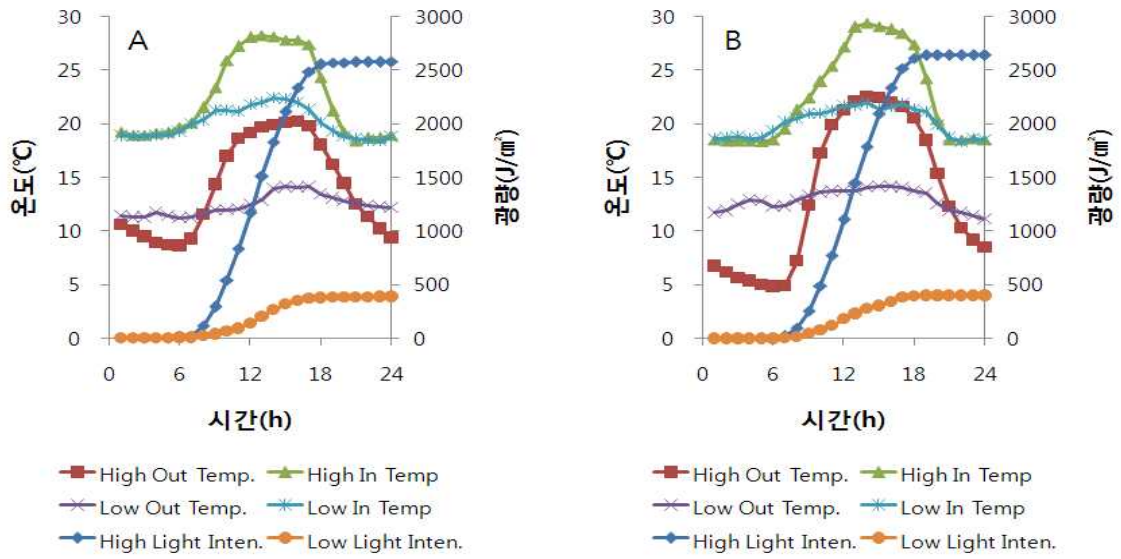 A
온도(℃)
30
25
20
15
10
5
0
3000
2500
2000
1500
1000
500
0
광량(J/㎡)
0 6 12 18 24
시간(h)
High Out Temp. High In Temp
Low Out Temp. Low In Temp
High Light Inten. Low Light Inten.
B
온도(℃)
30
25
20
15
10
5
0
3000
2500
2000
1500
1000
500
0
광량(J/㎡)
0 6 12 18 24
시간(h)
High Out Temp. High In Temp
Low Out Temp. Low In Temp
High Light Inten. Low Light Inten.